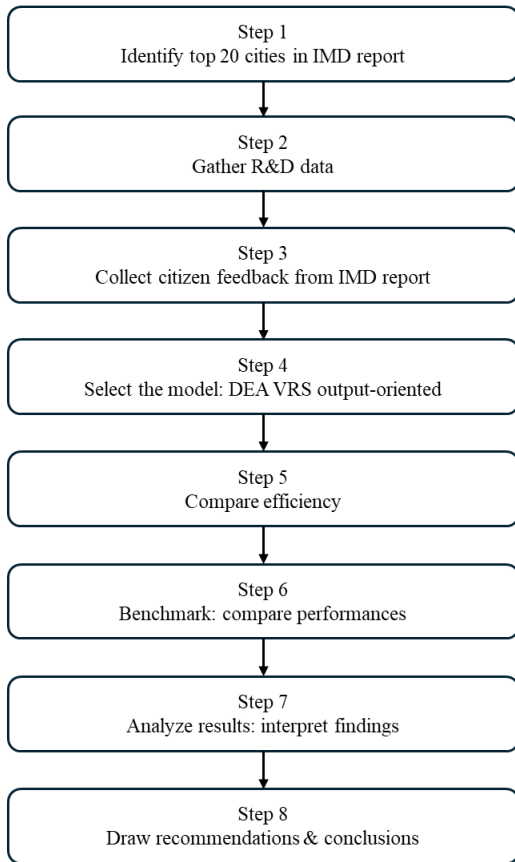 Step 1
Identify top 20 cities in IMD report
Step 2
Gather R&D data
Step 3
Collect citizen feedback from IMD report
Step 4
Select the model: DEA VRS output-oriented
Step 5
Compare efficiency
Step 6
Benchmark: compare performances
Step 7
Analyze results: interpret findings
Step 8
Draw recommendations & conclusions